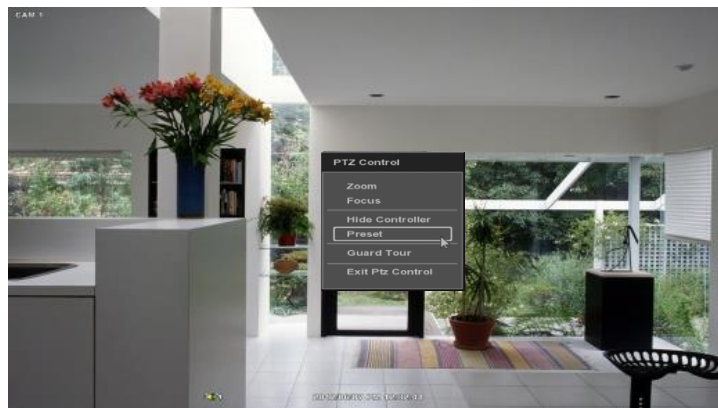 CAM 1
PTZ Control
Zoom
Focus
Hide Controller
Preset
Guard Tour
Exit Ptz Control